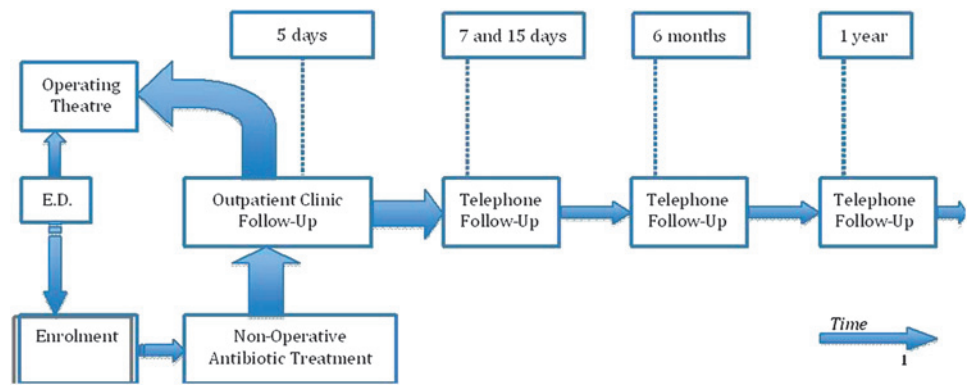 5 days
7 and 15 days
6 months
1 year
Operating
Theatre
E.D.
Outpatient Clinic
Follow-Up
Telephone
Follow-Up
Telephone
Follow-Up
Telephone
Follow-Up
Enrolment
Non-Operative
Antibiotic Treatment
Time
1